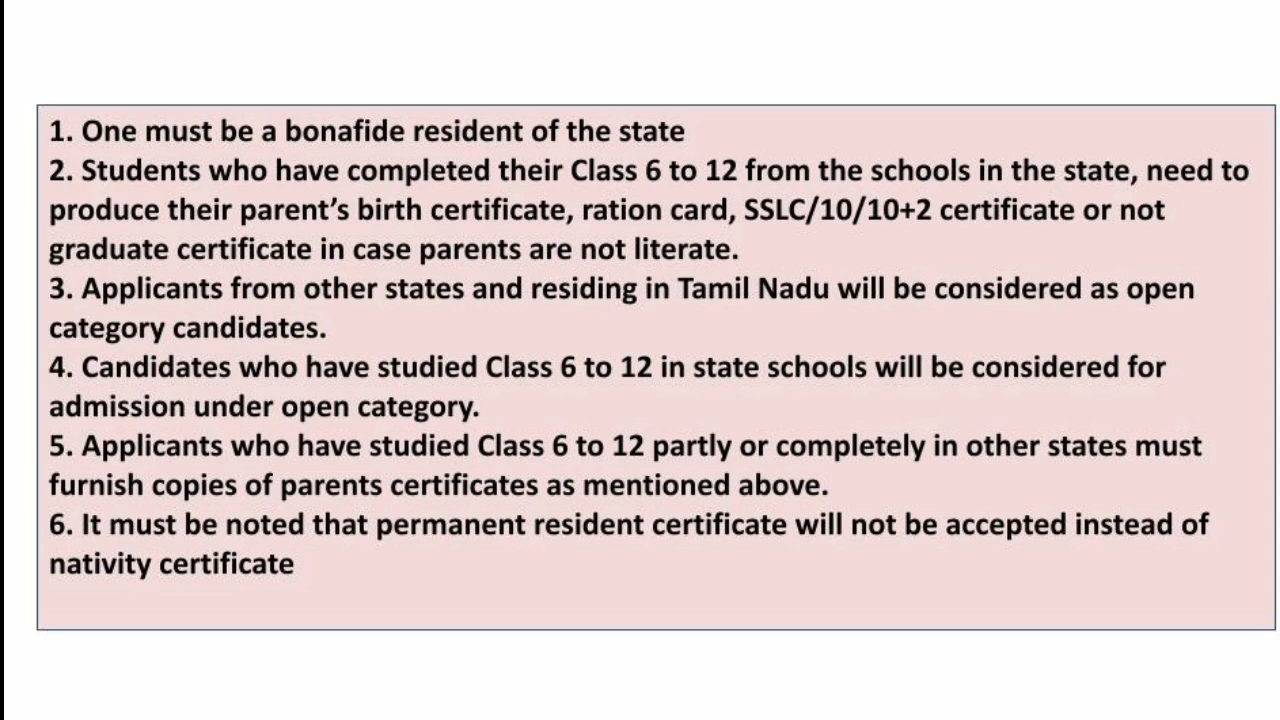 1. One must be a bonafide resident of the state
2. Students who have completed their Class 6 to 12 from the schools in the state, need to
produce their parent’s birth certificate, ration card, SSLC/10/10+2 certificate or not
graduate certificate in case parents are not literate.
3. Applicants from other states and residing in Tamil Nadu will be considered as open
category candidates.
4. Candidates who have studied Class 6 to 12 in state schools will be considered for
admission under open category.
5. Applicants who have studied Class 6 to 12 partly or completely in other states must
furnish copies of parents certificates as mentioned above.
6. It must be noted that permanent resident certificate will not be accepted instead of
nativity certificate